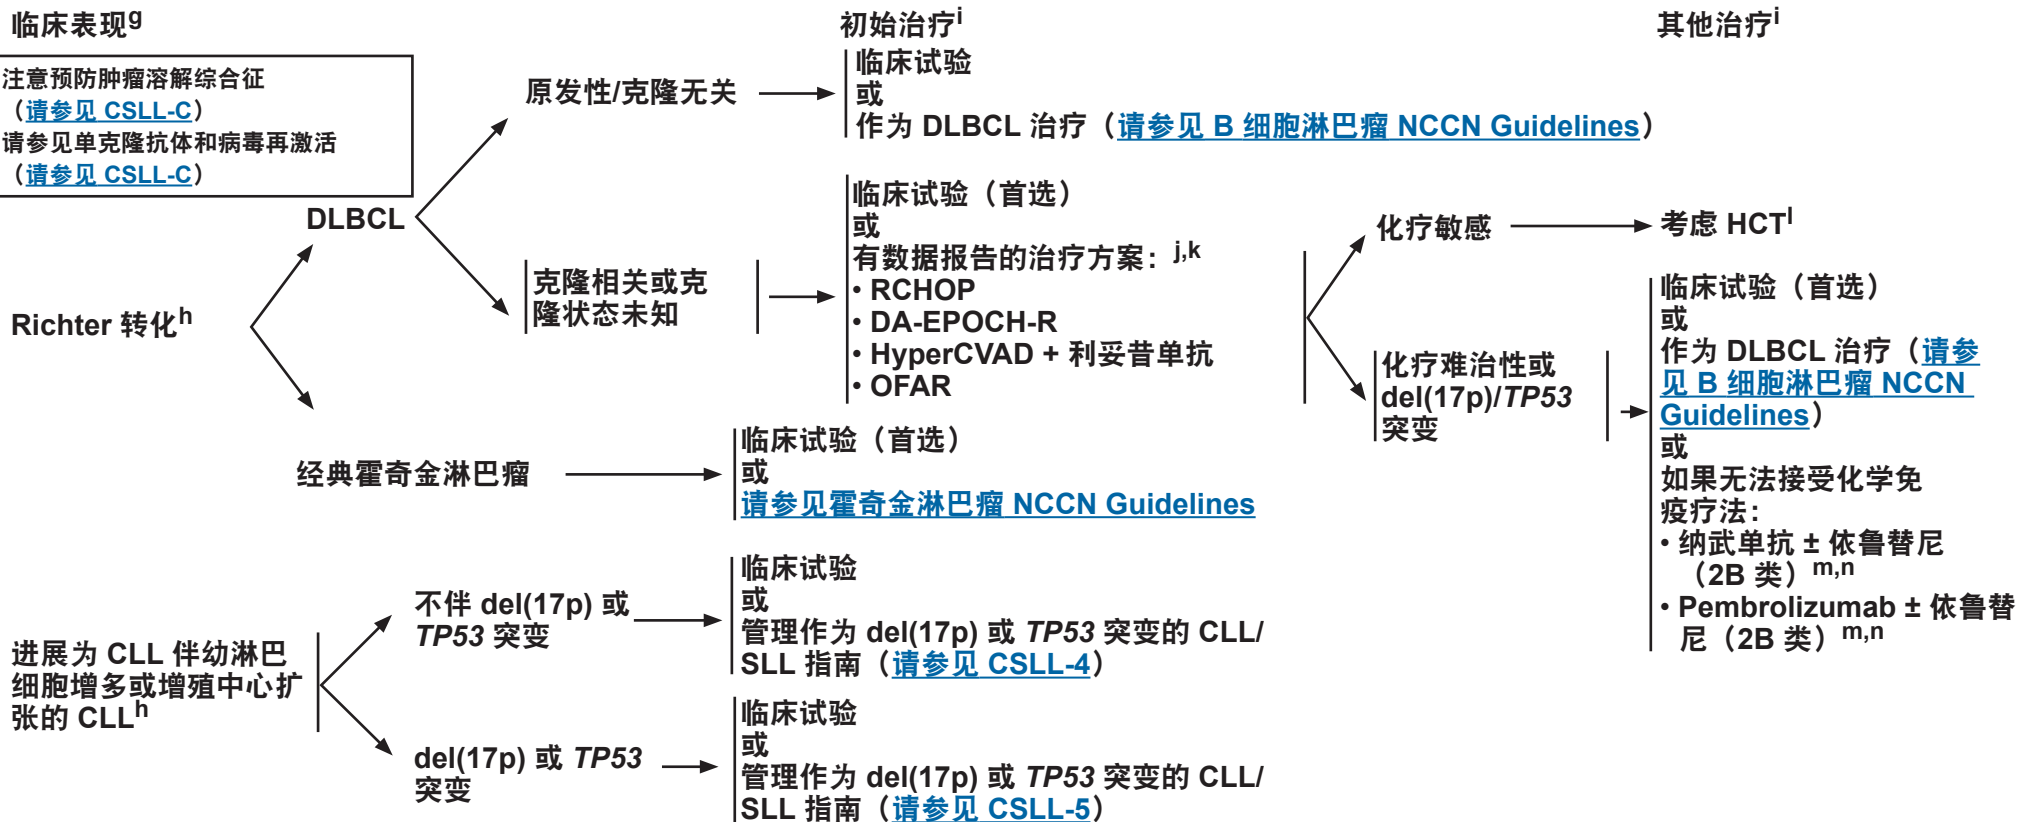 临床表现g
初始治疗i
其他治疗i
注意预防肿瘤溶解综合征
（请参见 CSLL-C）
请参见单克隆抗体和病毒再激活
（请参见 CSLL-C）
Richter 转化h
DLBCL
原发性/克隆无关
临床试验
或
作为 DLBCL 治疗（请参见 B 细胞淋巴瘤 NCCN Guidelines）
克隆相关或克
隆状态未知
临床试验（首选）
或
有数据报告的治疗方案：j,k
• RCHOP
• DA-EPOCH-R
• HyperCVAD + 利妥昔单抗
• OFAR
化疗敏感
考虑 HCTl
化疗难治性或
del(17p)/TP53
突变
临床试验（首选）
或
作为 DLBCL 治疗（请参
见 B 细胞淋巴瘤 NCCN
Guidelines）
或
如果无法接受化学免
疫疗法：
• 纳武单抗 ± 依鲁替尼
（2B 类）m,n
• Pembrolizumab ± 依鲁替
尼（2B 类）m,n
经典霍奇金淋巴瘤
临床试验（首选）
或
请参见霍奇金淋巴瘤 NCCN Guidelines
进展为 CLL 伴幼淋巴
细胞增多或增殖中心扩
张的 CLLh
不伴 del(17p) 或
TP53 突变
临床试验
或
管理作为 del(17p) 或 TP53 突变的 CLL/
SLL 指南（请参见 CSLL-4）
del(17p) 或 TP53
突变
临床试验
或
管理作为 del(17p) 或 TP53 突变的 CLL/
SLL 指南（请参见 CSLL-5）